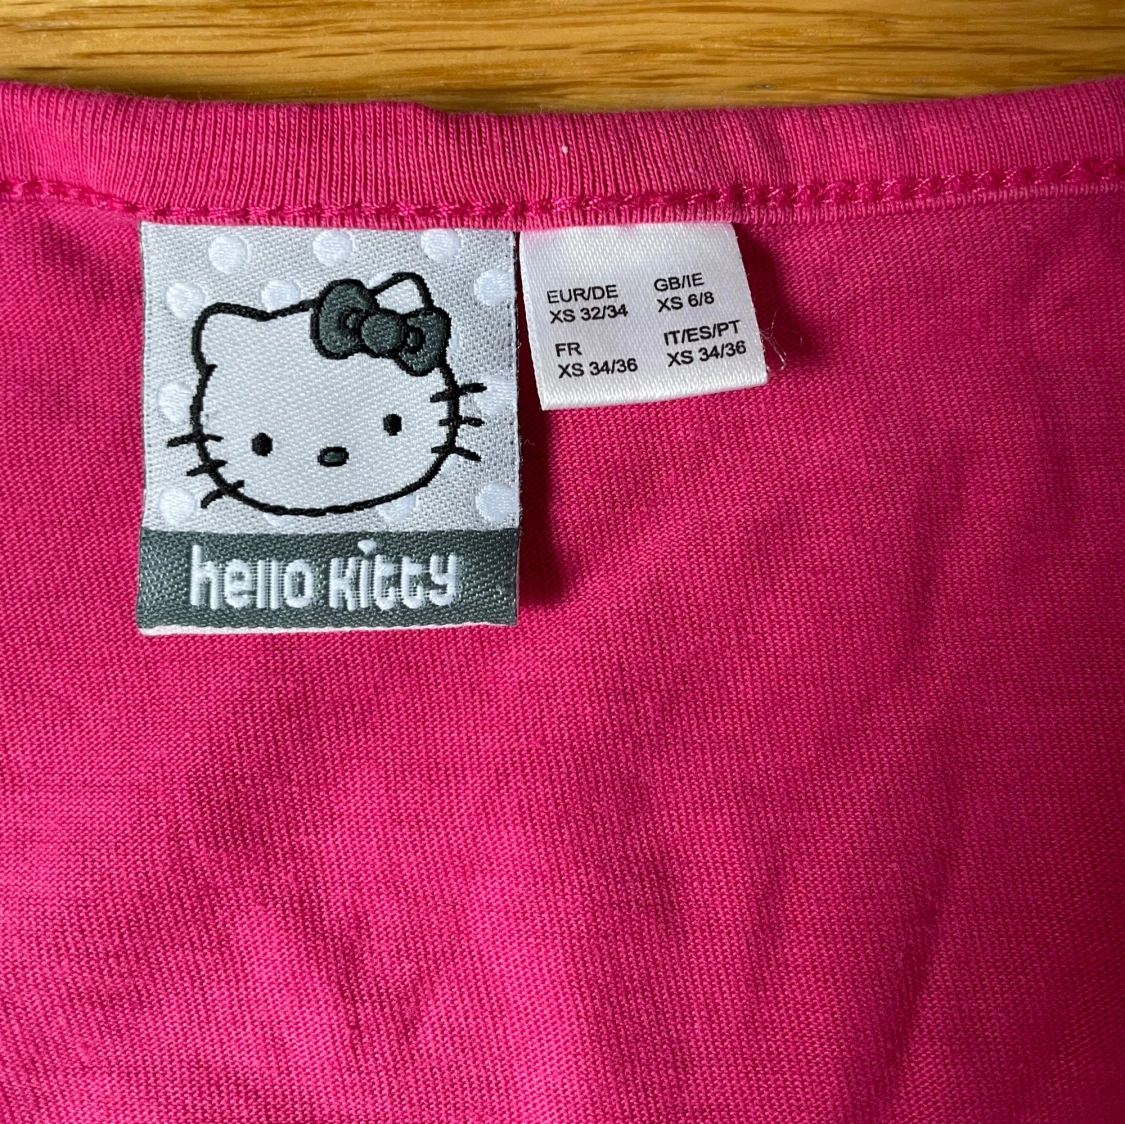 hello kitty
EUR/DE
XS 32/34
GB/IE
XS 6/8
FR
XS 34/36
IT/ES/PT
XS 34/36